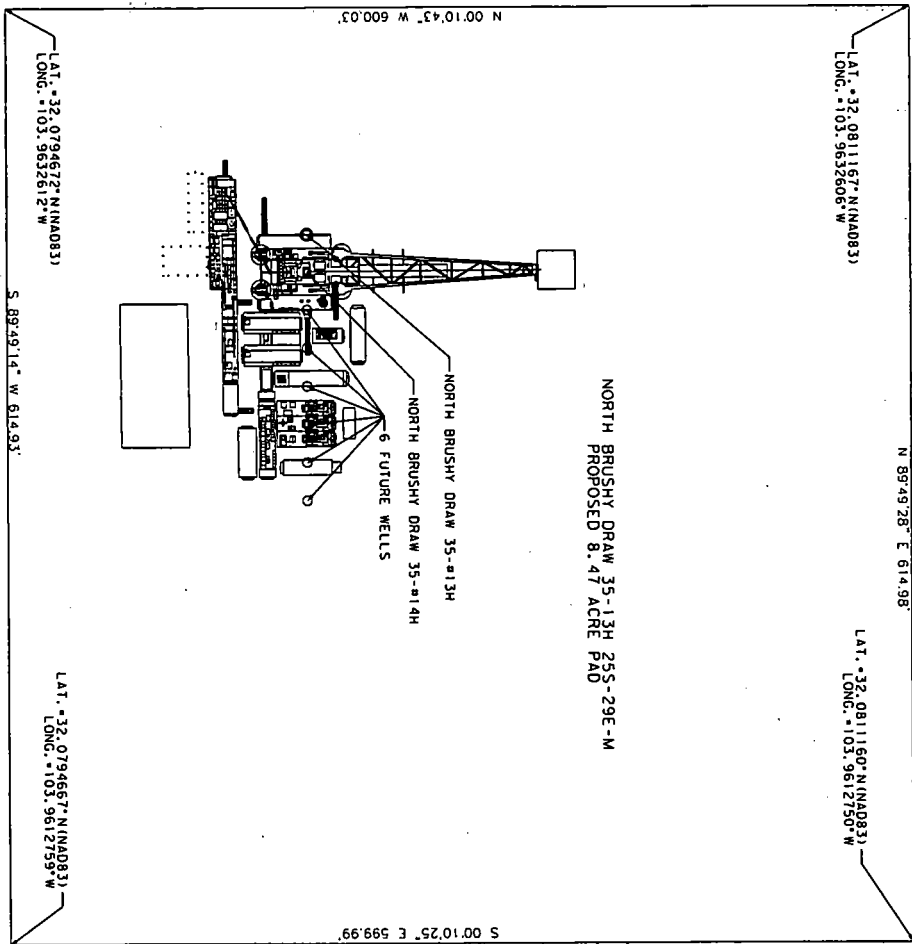 N 00°10'43" W 600.03'
LAT.=32.0811167°N(NAD83)
LONG.=103.9632606°W
LAT.=32.0794672°N(NAD83)
LONG.=103.9632612°W
N 89°49'28" E 614.98'
NORTH BRUSHY DRAW 35-13H 25S-29E-M
PROPOSED 8.47 ACRE PAD
NORTH BRUSHY DRAW 35-#13H
NORTH BRUSHY DRAW 35-#14H
6 FUTURE WELLS
S 89°49'14" W 614.93'
LAT.=32.0811160°N(NAD83)
LONG.=103.9612750°W
LAT.=32.0794667°N(NAD83)
LONG.=103.9612759°W
S 00°10'25" E 599.99'